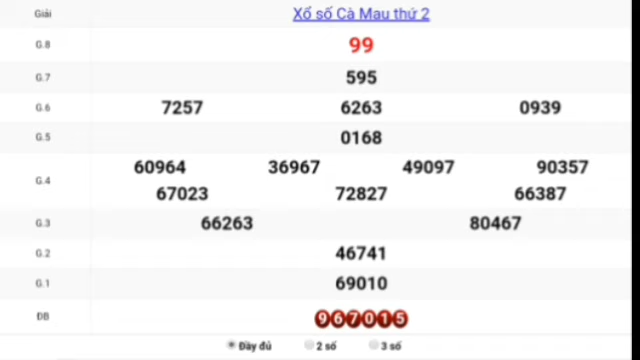 Giải Xổ số Cà Mau thứ 2
G.8 99
G.7 595
G.6 7257 6263 0939
G.5 0168
G.4 60964 36967 49097 90357
67023 72827 66387
G.3 66263 80467
G.2 46741
G.1 69010
ĐB 967015
Đầy đủ 2 số 3 số